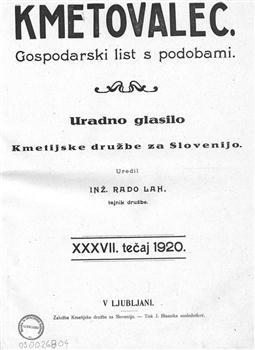 KMETOVALEC.
Gospodarski list s podobami.
Uradno glasilo
Kmetijske družbe za Slovenijo.
Uredil
INŽ. RADO LAH,
tajnik družbe.
XXXVII. tečaj 1920.
V LJUBLJANI.
Založba Kmetijske družbe za Slovenijo. — Tisk J. Blasnika naslednikov.
030026804